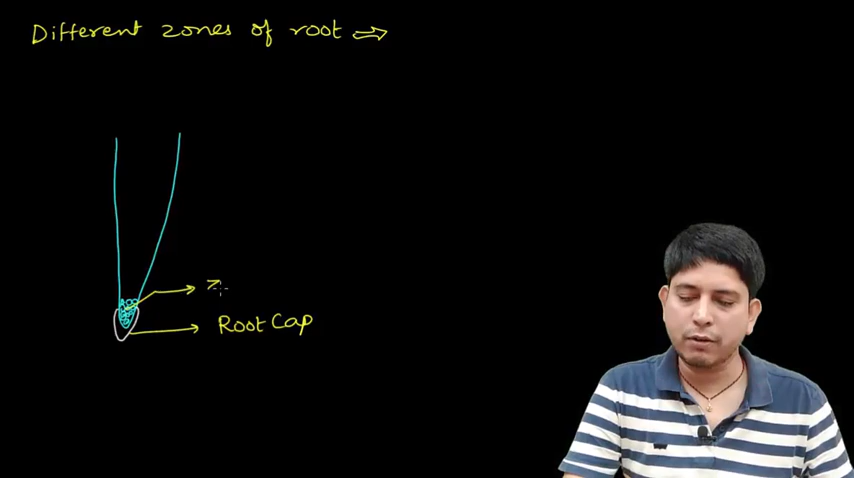 Different zones of root ⇒
Z
Root Cap